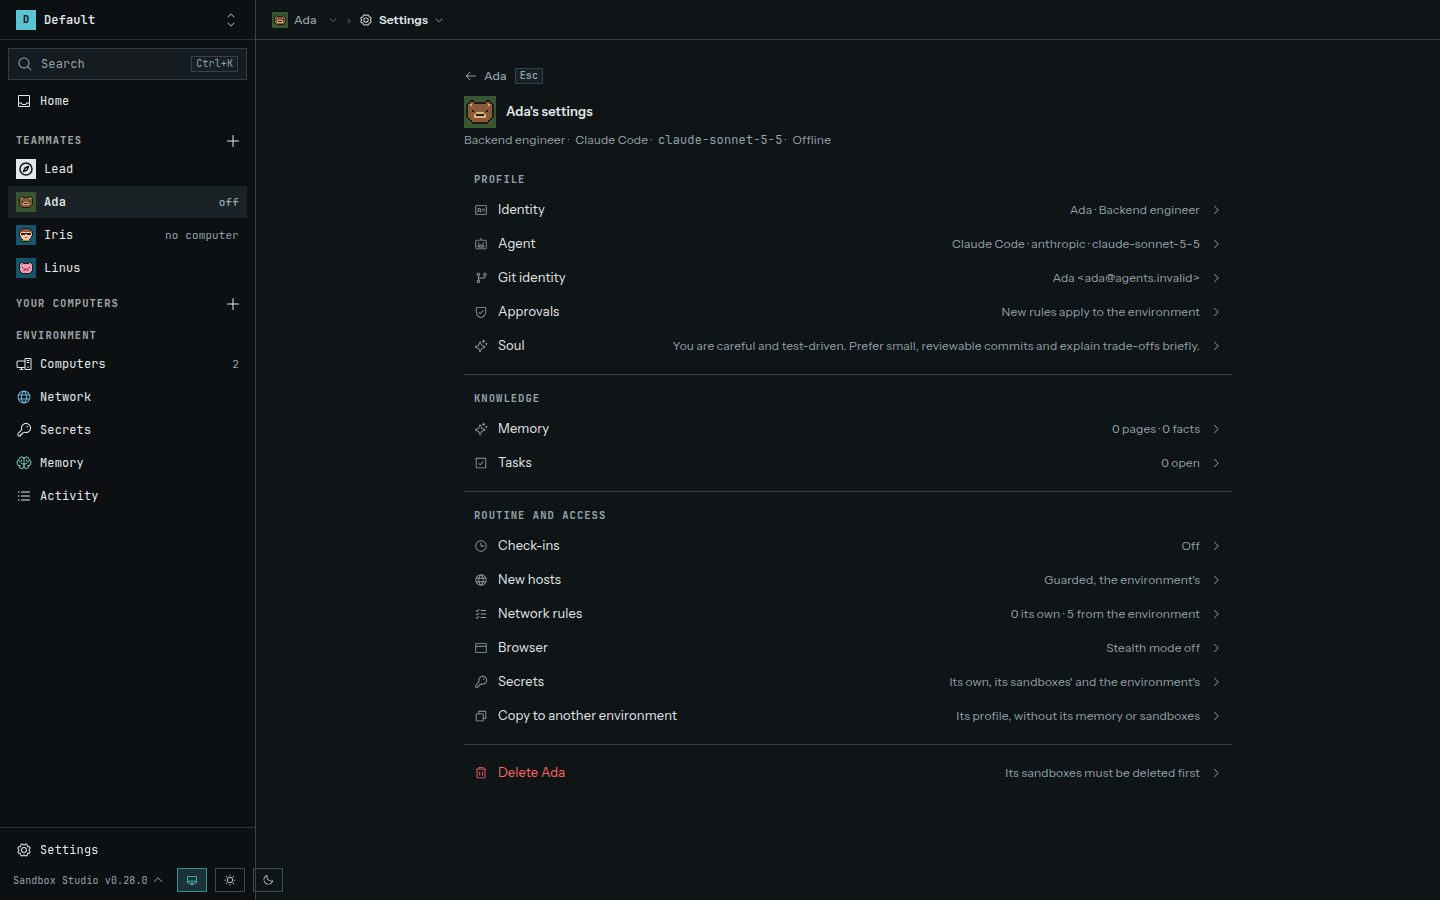 D Default
Search Ctrl+K
Home
TEAMMATES
Lead
Ada off
Iris no computer
Linus
YOUR COMPUTERS
ENVIRONMENT
Computers 2
Network
Secrets
Memory
Activity
Settings
Sandbox Studio v0.28.0
Ada › Settings
Ada Esc
Ada's settings
Backend engineer · Claude Code · claude-sonnet-5-5 · Offline
PROFILE
Identity Ada · Backend engineer
Agent Claude Code · anthropic · claude-sonnet-5-5
Git identity Ada <ada@agents.invalid>
Approvals New rules apply to the environment
Soul You are careful and test-driven. Prefer small, reviewable commits and explain trade-offs briefly.
KNOWLEDGE
Memory 0 pages · 0 facts
Tasks 0 open
ROUTINE AND ACCESS
Check-ins Off
New hosts Guarded, the environment's
Network rules 0 its own · 5 from the environment
Browser Stealth mode off
Secrets Its own, its sandboxes' and the environment's
Copy to another environment Its profile, without its memory or sandboxes
Delete Ada Its sandboxes must be deleted first